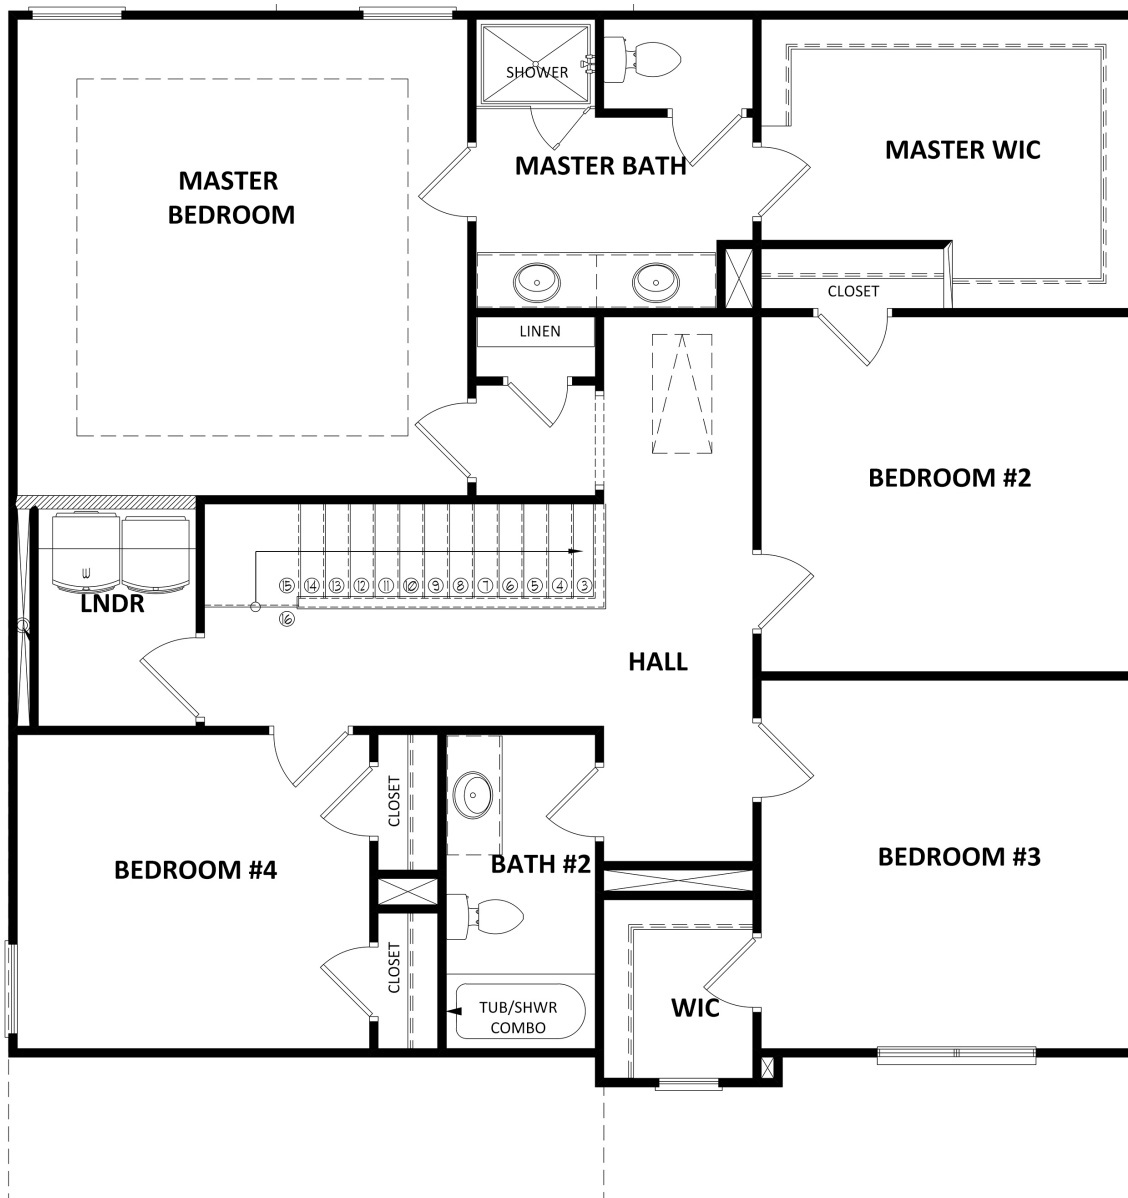 SHOWER
MASTER BATH
MASTER WIC
MASTER
BEDROOM
CLOSET
LINEN
BEDROOM #2
W
LNDR
15 14 13 12 11 10 9 8 7 6 5 4 3
16
HALL
CLOSET
BEDROOM #4
BATH #2
BEDROOM #3
CLOSET
TUB/SHWR
COMBO
WIC